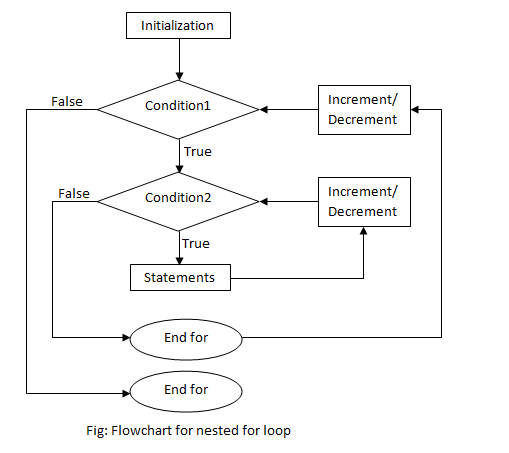 Initialization
False
Condition1
Increment/
Decrement
True
False
Condition2
Increment/
Decrement
True
Statements
End for
End for
Fig: Flowchart for nested for loop